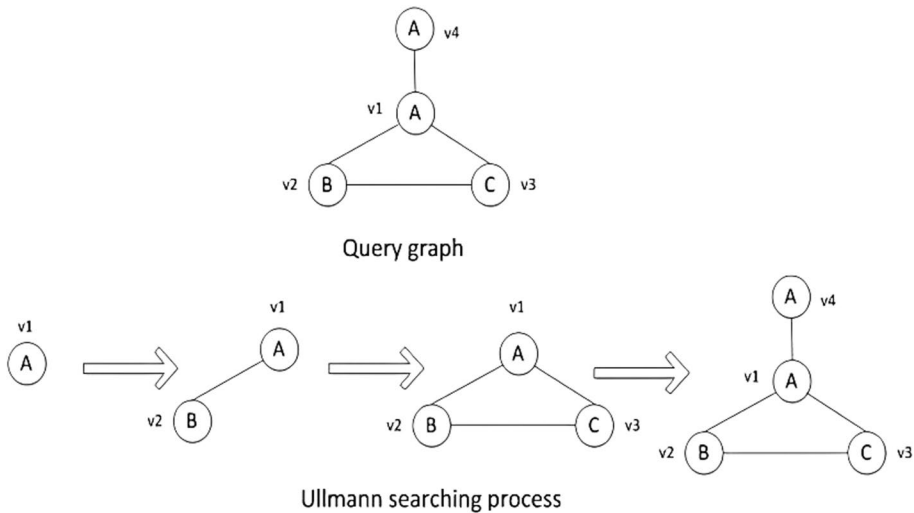 A v4
v1 A
v2 B C v3
Query graph
v1
A
v1
A
v2 B
v1
A
v2 B C v3
A v4
v1 A
v2 B C v3
Ullmann searching process